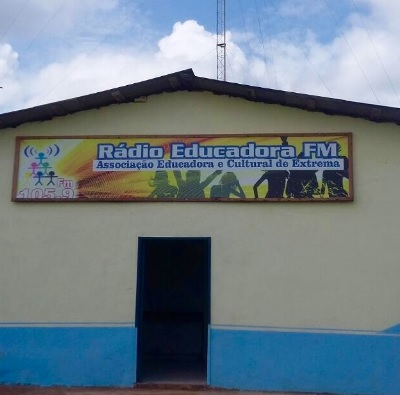 Rádio Educadora FM
Associação Educadora e Cultural de Extrema
Fm
105.9